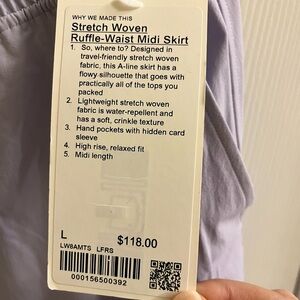 WHY WE MADE THIS
Stretch Woven
Ruffle-Waist Midi Skirt
1. So, where to? Designed in
travel-friendly stretch woven
fabric, this A-line skirt has a
flowy silhouette that goes with
practically all of the tops you
packed
2. Lightweight stretch woven
fabric is water-repellent and
has a soft, crinkle texture
3. Hand pockets with hidden card
sleeve
4. High rise, relaxed fit
5. Midi length
L
$118.00
LW8AMTS LFRS
000156500392